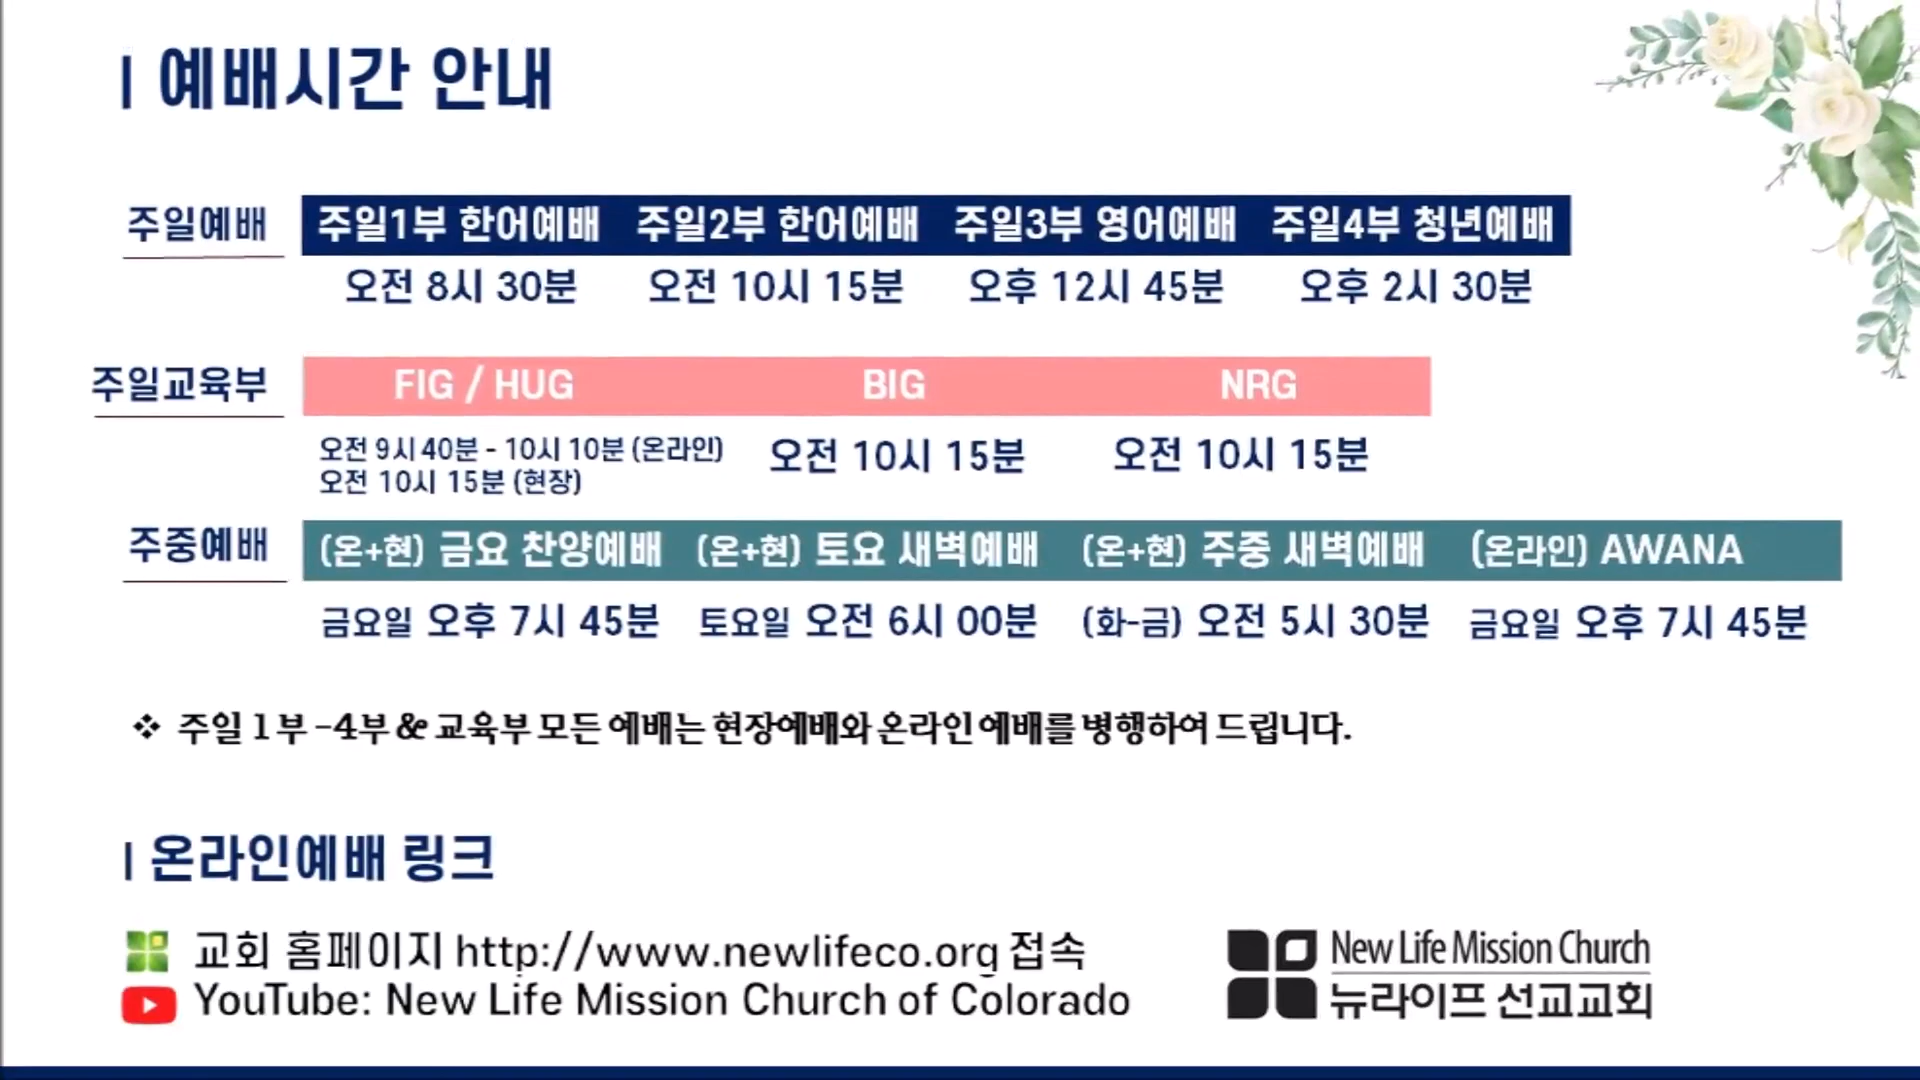 예배시간 안내
주일예배 주일1부 한어예배 주일2부 한어예배 주일3부 영어예배 주일4부 청년예배
오전 8시 30분 오전 10시 15분 오후 12시 45분 오후 2시 30분
주일교육부 FIG / HUG BIG NRG
오전 9시 40분 - 10시 10분 (온라인) 오전 10시 15분 오전 10시 15분
오전 10시 15분 (현장)
주중예배 (온+현) 금요 찬양예배 (온+현) 토요 새벽예배 (온+현) 주중 새벽예배 (온라인) AWANA
금요일 오후 7시 45분 토요일 오전 6시 00분 (화-금) 오전 5시 30분 금요일 오후 7시 45분
❖ 주일 1부 -4부 & 교육부 모든 예배는 현장예배와 온라인예배를 병행하여 드립니다.
온라인예배 링크
교회 홈페이지 http://www.newlifeco.org 접속
YouTube: New Life Mission Church of Colorado
New Life Mission Church
뉴라이프 선교교회